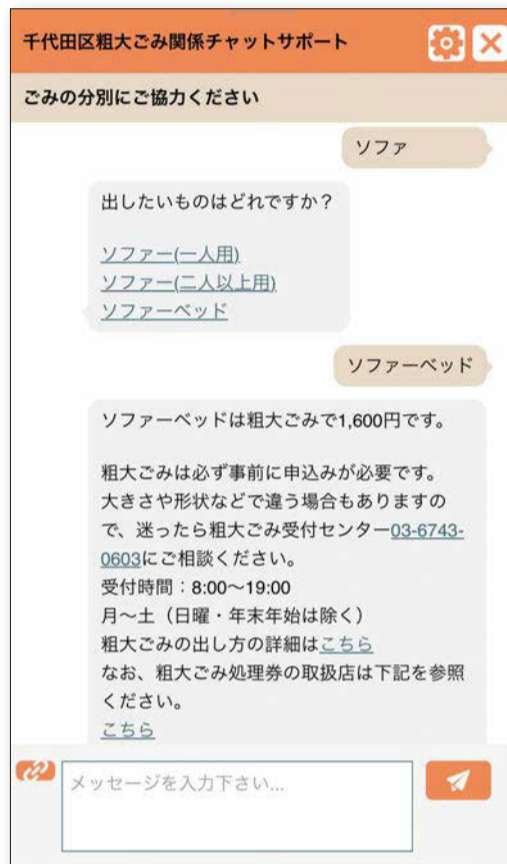 千代田区粗大ごみ関係チャットサポート
ごみの分別にご協力ください
ソファ
出したいものはどれですか？
ソファー(一人用)
ソファー(二人以上用)
ソファーベッド
ソファーベッド
ソファーベッドは粗大ごみで1,600円です。
粗大ごみは必ず事前に申込みが必要です。
大きさや形状などで違う場合もありますの
で、迷ったら粗大ごみ受付センター03-6743-
0603にご相談ください。
受付時間：8:00〜19:00
月〜土（日曜・年末年始は除く）
粗大ごみの出し方の詳細はこちら
なお、粗大ごみ処理券の取扱店は下記を参照
ください。
こちら
メッセージを入力下さい...